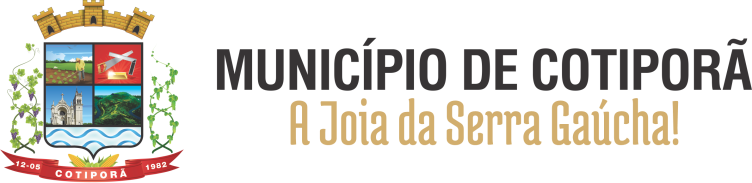 MUNICÍPIO DE COTIPORÃ
A Joia da Serra Gaúcha!
12-05 COTIPORÃ 1982